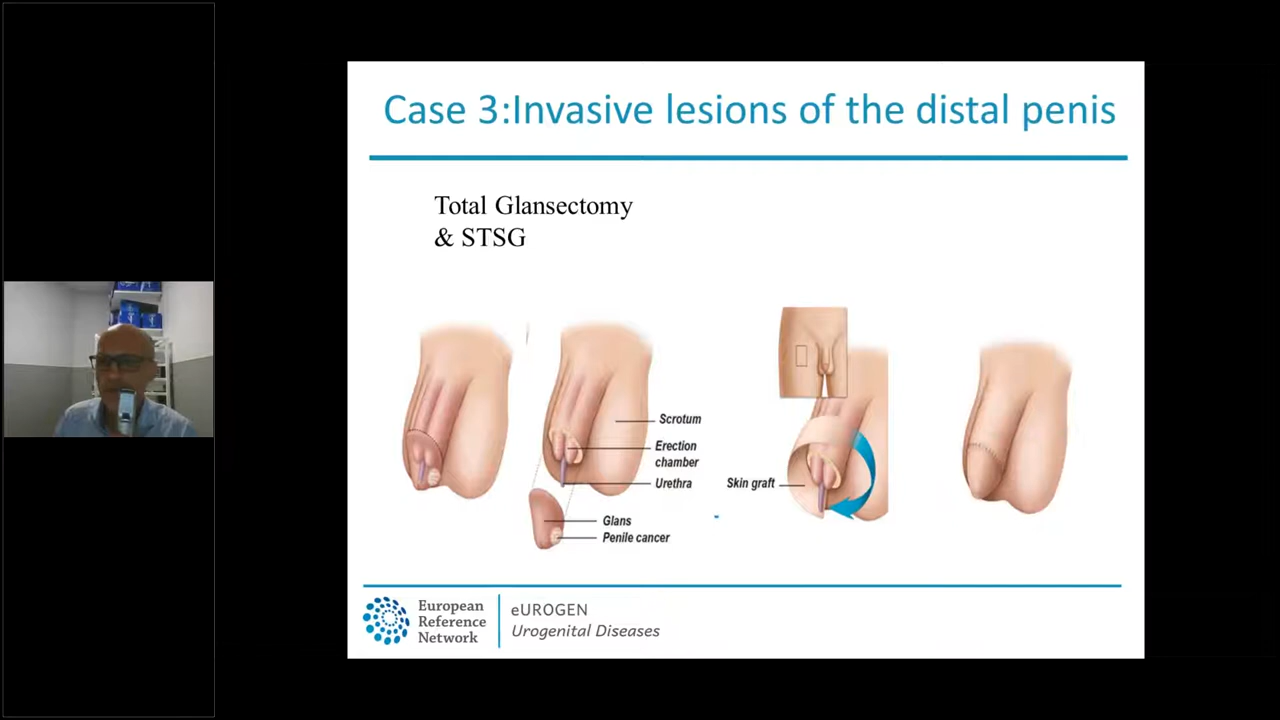 Case 3:Invasive lesions of the distal penis
Total Glansectomy
& STSG
Scrotum
Erection
chamber
Urethra
Glans
Penile cancer
Skin graft
European
Reference
Network
eUROGEN
Urogenital Diseases